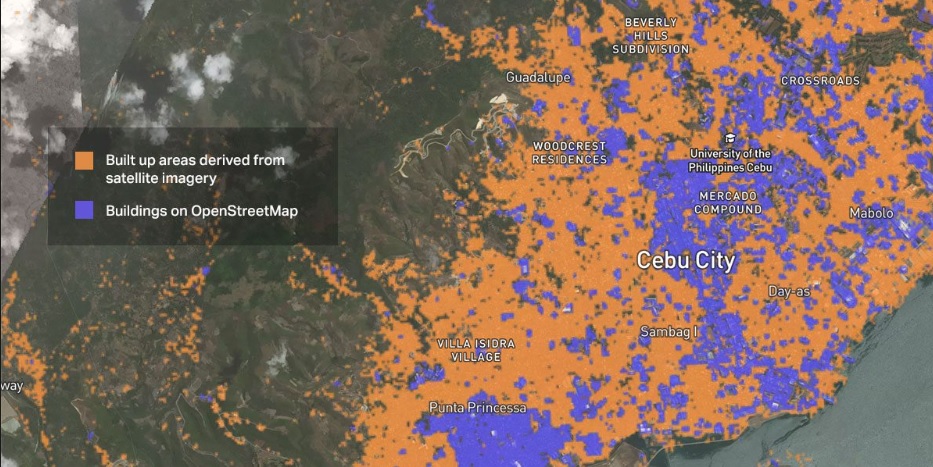 BEVERLY
HILLS
SUBDIVISION
Guadalupe
CROSSROADS
WOODCREST
RESIDENCES
University of the
Philippines Cebu
Built up areas derived from
satellite imagery
MERCADO
COMPOUND
Buildings on OpenStreetMap
Mabolo
Cebu City
Day-as
Sambag I
VILLA ISIDRA
VILLAGE
way
Punta Princessa